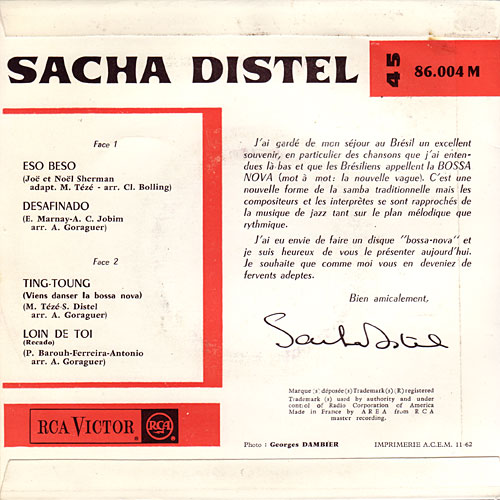 SACHA DISTEL
45
86.004 M
Face 1
ESO BESO
(Joë et Noël Sherman
adapt. M. Tézé - arr. Cl. Bolling)
DESAFINADO
(E. Marnay-A. C. Jobim
arr. A. Goraguer)
Face 2
TING-TOUNG
(Viens danser la bossa nova)
(M. Tézé-S. Distel
arr. A. Goraguer)
LOIN DE TOI
(Recado)
(P. Barouh-Ferreira-Antonio
arr. A Goraguer)
J'ai gardé de mon séjour au Brésil un excellent
souvenir, en particulier des chansons que j'ai enten-
dues là-bas et que les Brésiliens appellent la BOSSA
NOVA (mot à mot : la nouvelle vague). C'est une
nouvelle forme de la samba traditionnelle mais les
compositeurs et les interprètes se sont rapprochés de
la musique de jazz tant sur le plan mélodique que
rythmique.
J'ai eu envie de faire un disque "bossa-nova" et
je suis heureux de vous le présenter aujourd'hui.
Je souhaite que comme moi vous en deveniez de
fervents adeptes.
Bien amicalement,
Sacha Distel
Marque (s) déposée (s) Trademark (s) (R) registered
Trademark (s) used by authority and under
control of Radio Corporation of America
Made in France by AREA from RCA
master recording.
RCA VICTOR
RCA
Photo : Georges DAMBIER
IMPRIMERIE A.C.E.M. 11-62